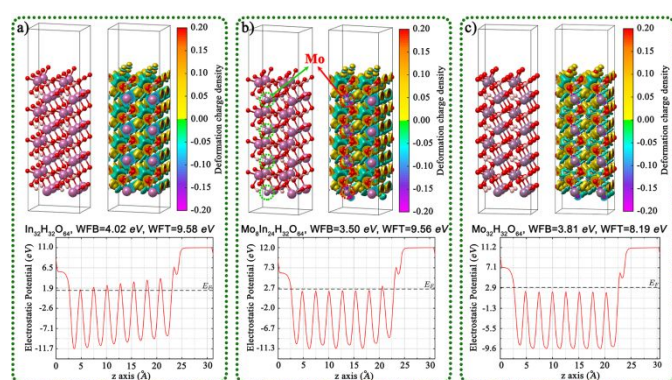 a)
0.20
0.15
0.10
0.05
0.00
-0.05
-0.10
-0.15
-0.20
Deformation charge density
In32H32O64, WFB=4.02 eV, WFT=9.58 eV
Electrostatic Potential (eV)
11.0
6.5
1.9
-2.6
-7.2
-11.7
EF
0 5 10 15 20 25 30
z axis (Å)
b)
Mo
0.20
0.15
0.10
0.05
0.00
-0.05
-0.10
-0.15
-0.20
Deformation charge density
Mo8In24H32O64, WFB=3.50 eV, WFT=9.56 eV
Electrostatic Potential (eV)
12.0
7.3
2.7
-2.0
-6.7
-11.3
EF
0 5 10 15 20 25 30
z axis (Å)
c)
0.20
0.15
0.10
0.05
0.00
-0.05
-0.10
-0.15
-0.20
Deformation charge density
Mo32H32O64, WFB=3.81 eV, WFT=8.19 eV
Electrostatic Potential (eV)
11.2
7.1
2.9
-1.3
-5.5
-9.6
EF
0 5 10 15 20 25 30
z axis (Å)